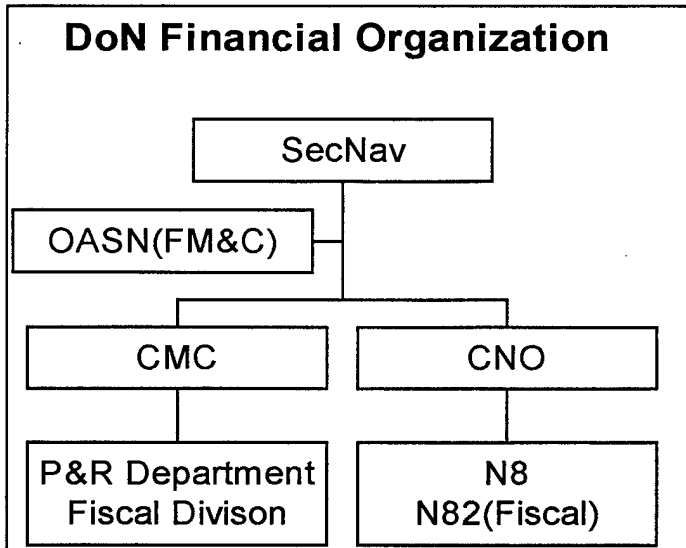 DoN Financial Organization
SecNav
OASN(FM&C)
CMC
CNO
P&R Department
Fiscal Divison
N8
N82(Fiscal)